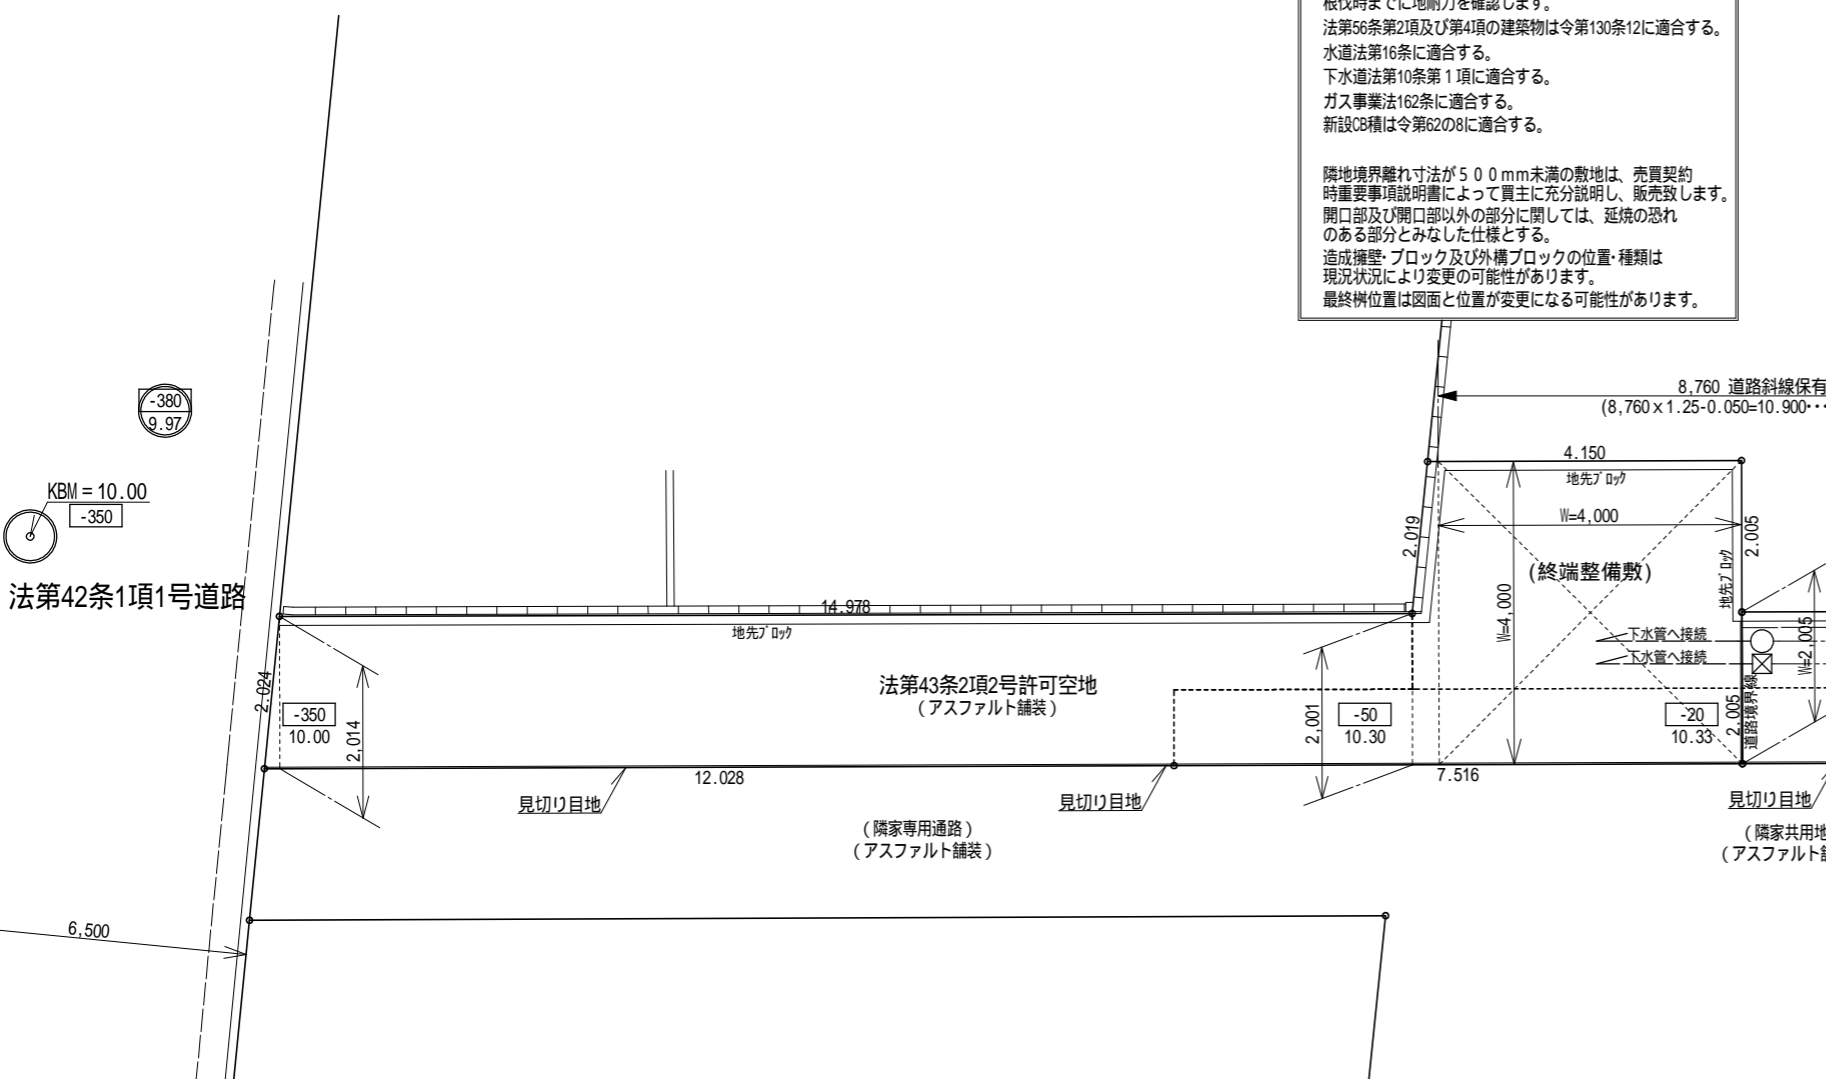 根伐時までに地耐力を確認します。
法第56条第2項及び第4項の建築物は令第130条12に適合する。
水道法第16条に適合する。
下水道法第10条第１項に適合する。
ガス事業法162条に適合する。
新設CB積は令第62の8に適合する。
隣地境界離れ寸法が５００mm未満の敷地は、売買契約
時重要事項説明書によって買主に充分説明し、販売致します。
開口部及び開口部以外の部分に関しては、延焼の恐れ
のある部分とみなした仕様とする。
造成擁壁・ブロック及び外構ブロックの位置・種類は
現況状況により変更の可能性があります。
最終桝位置は図面と位置が変更になる可能性があります。
8,760 道路斜線保有
(8,760×1.25-0.050=10.900・・・
-380
9.97
KBM＝10.00
-350
法第42条1項1号道路
4.150
地先ブロック
W=4,000
2.019
2.005
(終端整備敷)
地先ブロック
W=4,000
14.978
地先ブロック
下水管へ接続
下水管へ接続
W=2,005
法第43条2項2号許可空地
（アスファルト舗装）
2.024
-350
10.00
2,014
2,001
-50
10.30
-20
10.33
2.005
道路境界線
12.028
7.516
見切り目地
見切り目地
見切り目地
（隣家専用通路）
（アスファルト舗装）
（隣家共用地
（アスファルト舗
6,500